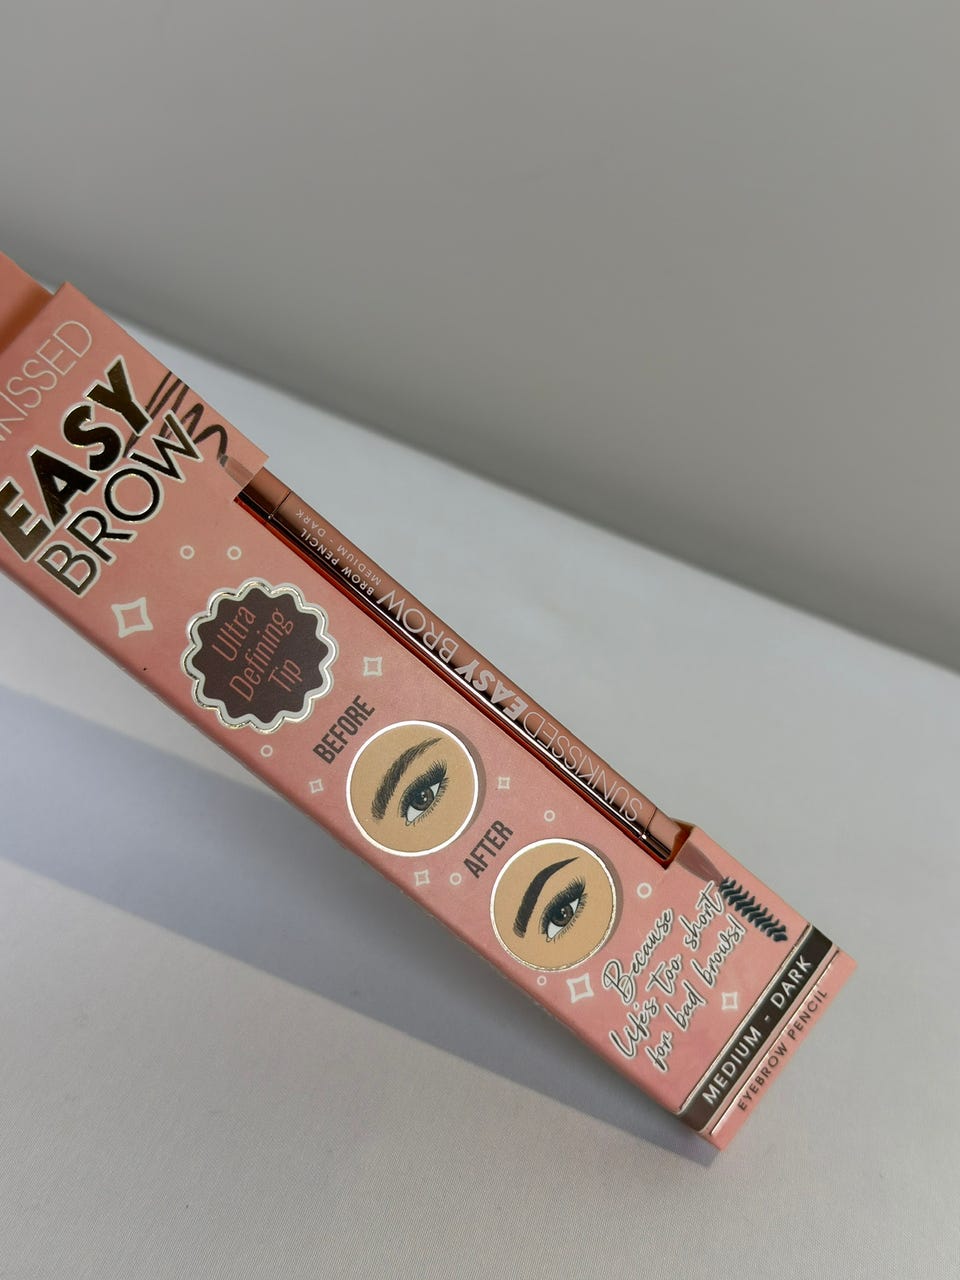 SSED
EASY
BROW
Ultra
Defining
Tip
BEFORE
AFTER
Because
life's too short
for bad brows!
MEDIUM - DARK
EYEBROW PENCIL
SUNKISSED EASY BROW BROW PENCIL
MEDIUM - DARK